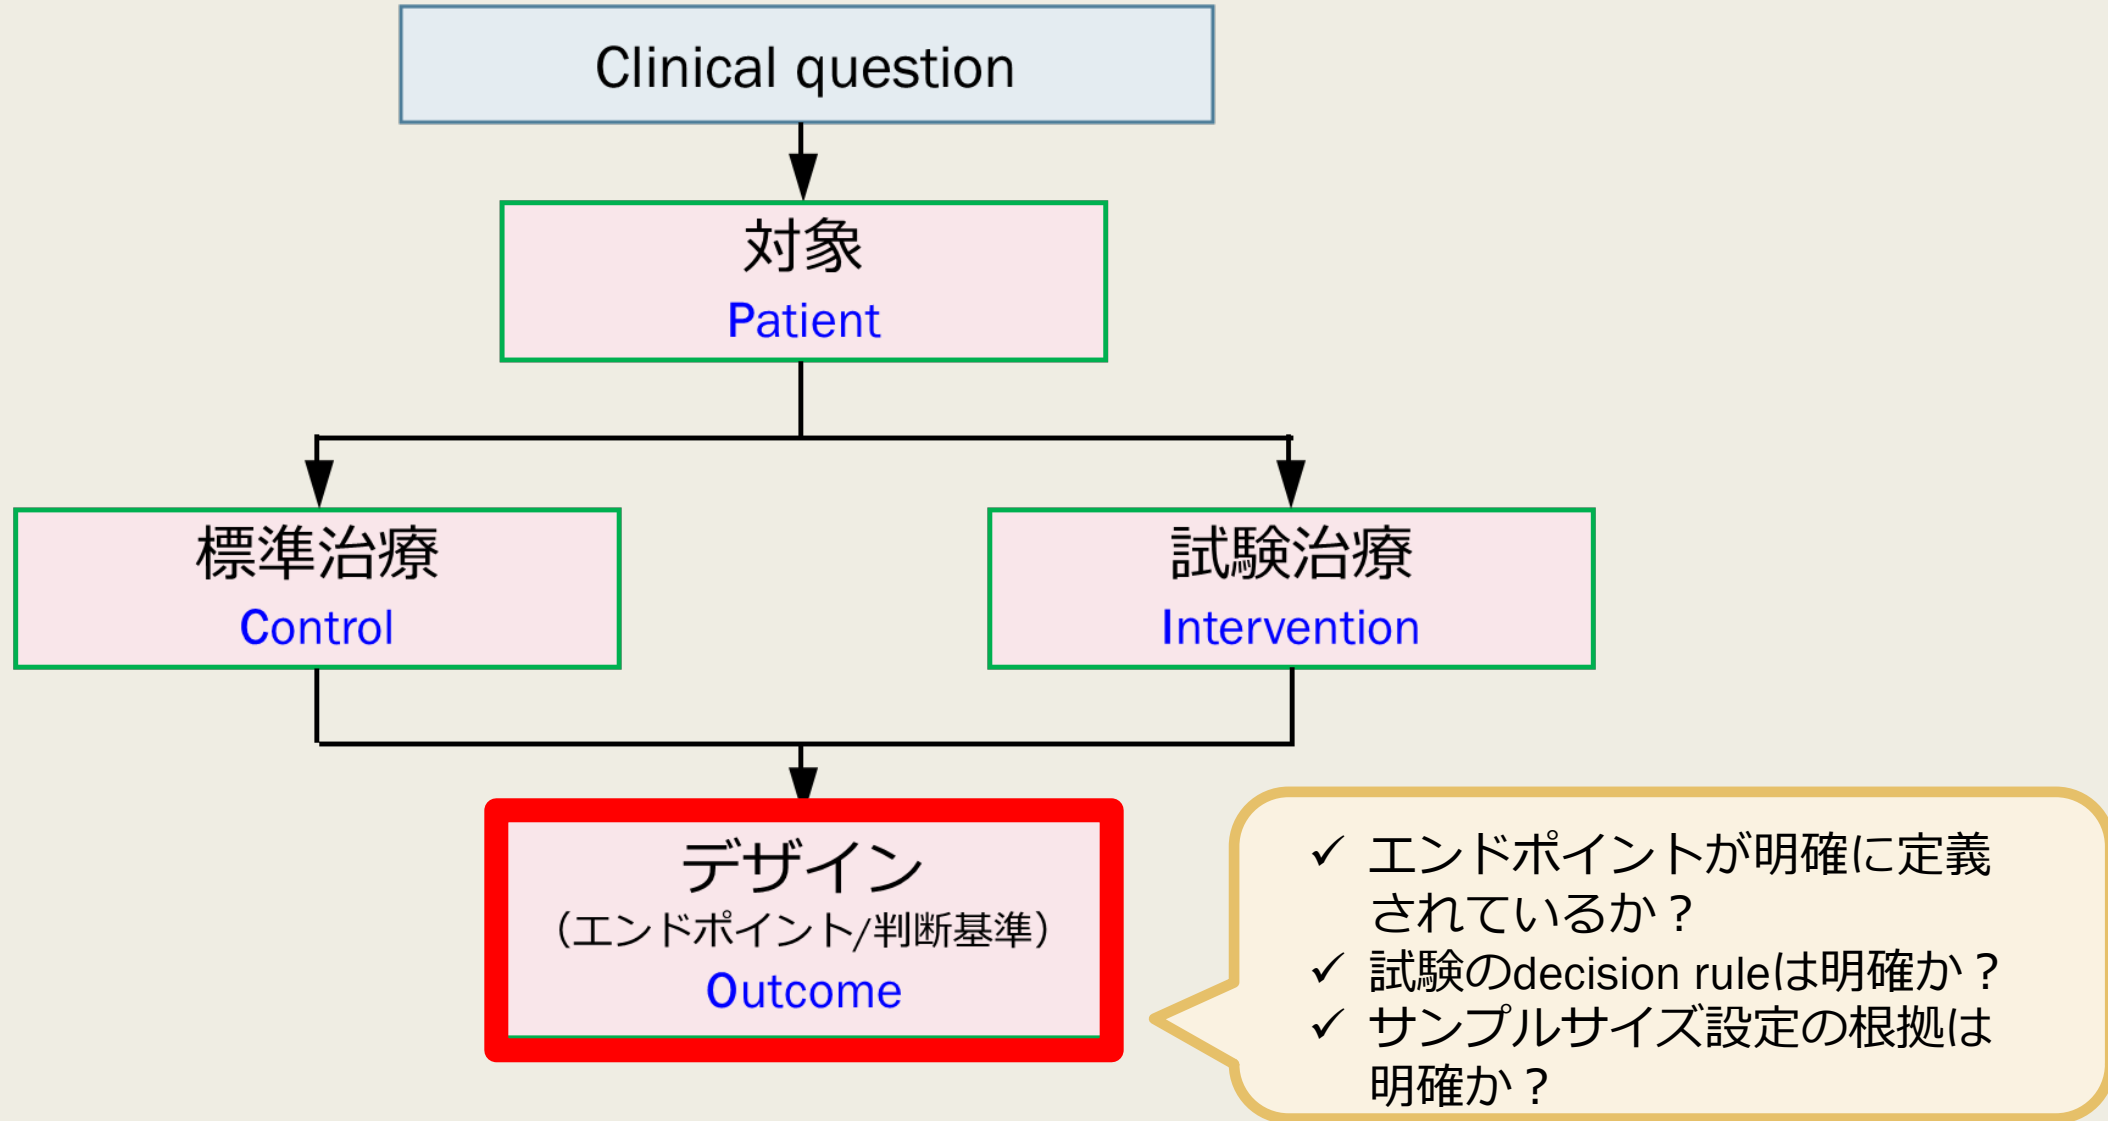 Clinical question
対象
Patient
標準治療
Control
試験治療
Intervention
デザイン
（エンドポイント/判断基準）
Outcome
✓ エンドポイントが明確に定義
されているか？
✓ 試験のdecision ruleは明確か？
✓ サンプルサイズ設定の根拠は
明確か？